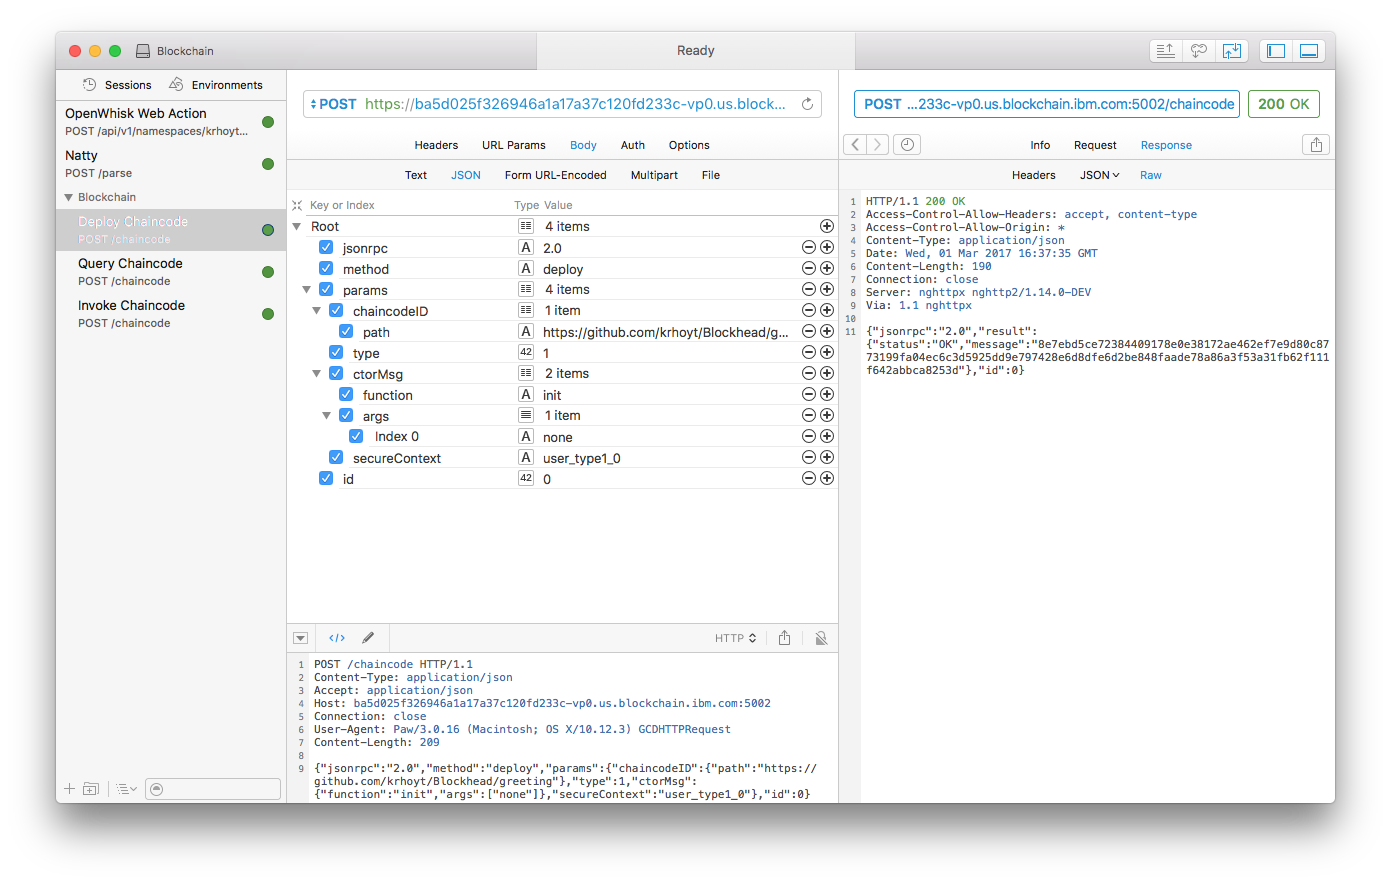 Blockchain
Ready
Sessions Environments
OpenWhisk Web Action
POST /api/v1/namespaces/krhoyt...
Natty
POST /parse
Blockchain
Deploy Chaincode
POST /chaincode
Query Chaincode
POST /chaincode
Invoke Chaincode
POST /chaincode
POST https://ba5d025f326946a1a17a37c120fd233c-vp0.us.block...
Headers URL Params Body Auth Options
Text JSON Form URL-Encoded Multipart File
Key or Index Type Value
Root 4 items
jsonrpc A 2.0
method A deploy
params 4 items
chaincodeID 1 item
path A https://github.com/krhoyt/Blockhead/g...
type 42 1
ctorMsg 2 items
function A init
args 1 item
Index 0 A none
secureContext A user_type1_0
id 42 0
</> HTTP
1 POST /chaincode HTTP/1.1
2 Content-Type: application/json
3 Accept: application/json
4 Host: ba5d025f326946a1a17a37c120fd233c-vp0.us.blockchain.ibm.com:5002
5 Connection: close
6 User-Agent: Paw/3.0.16 (Macintosh; OS X/10.12.3) GCDHTTPRequest
7 Content-Length: 209
8
9 {"jsonrpc":"2.0","method":"deploy","params":{"chaincodeID":{"path":"https://
github.com/krhoyt/Blockhead/greeting"},"type":1,"ctorMsg":
{"function":"init","args":["none"]},"secureContext":"user_type1_0"},"id":0}
POST ...233c-vp0.us.blockchain.ibm.com:5002/chaincode 200 OK
Info Request Response
Headers JSON Raw
1 HTTP/1.1 200 OK
2 Access-Control-Allow-Headers: accept, content-type
3 Access-Control-Allow-Origin: *
4 Content-Type: application/json
5 Date: Wed, 01 Mar 2017 16:37:35 GMT
6 Content-Length: 190
7 Connection: close
8 Server: nghttpx nghttp2/1.14.0-DEV
9 Via: 1.1 nghttpx
10
11 {"jsonrpc":"2.0","result":
{"status":"OK","message":"8e7ebd5ce72384409178e0e38172ae462ef7e9d80c87
73199fa04ec6c3d5925dd9e797428e6d8dfe6d2be848faade78a86a3f53a31fb62f111
f642abbca8253d"},"id":0}